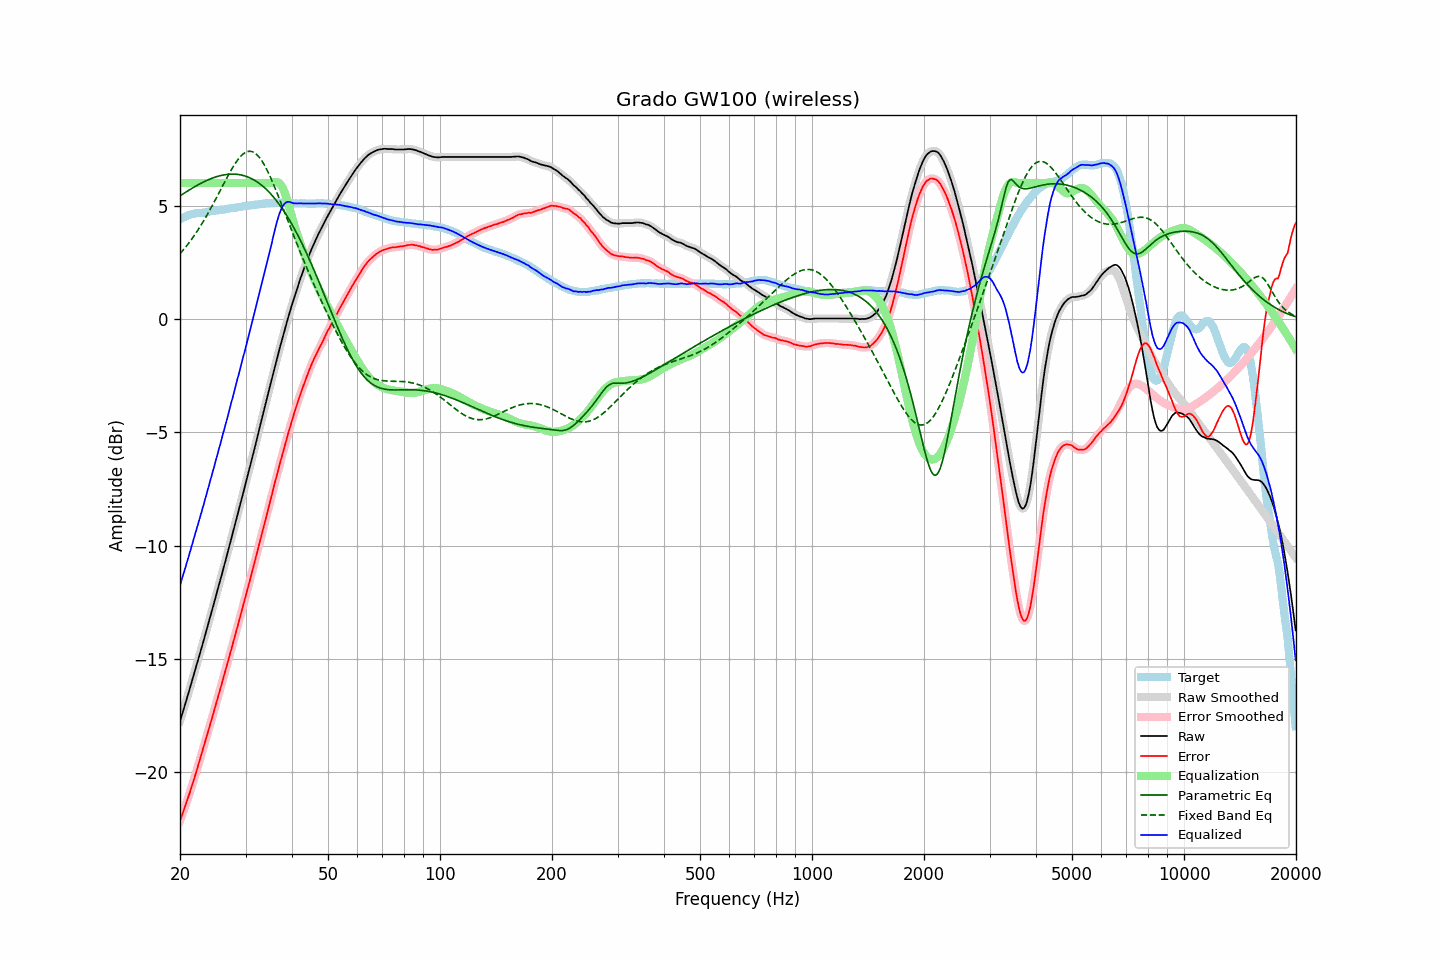 Grado GW100 (wireless)
Amplitude (dBr)
5
0
−5
−10
−15
−20
20
50
100
200
500
1000
2000
5000
10000
20000
Frequency (Hz)
Target
Raw Smoothed
Error Smoothed
Raw
Error
Equalization
Parametric Eq
Fixed Band Eq
Equalized